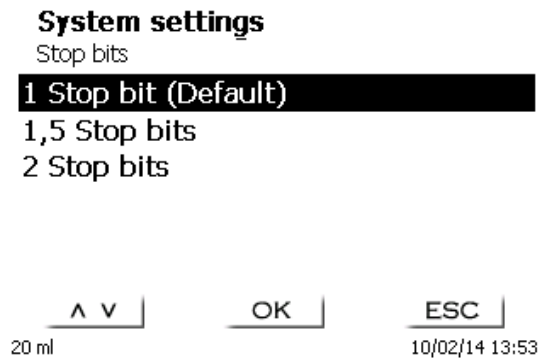 System settings
Stop bits
1 Stop bit (Default)
1,5 Stop bits
2 Stop bits
∧ ∨ OK ESC
20 ml 10/02/14 13:53